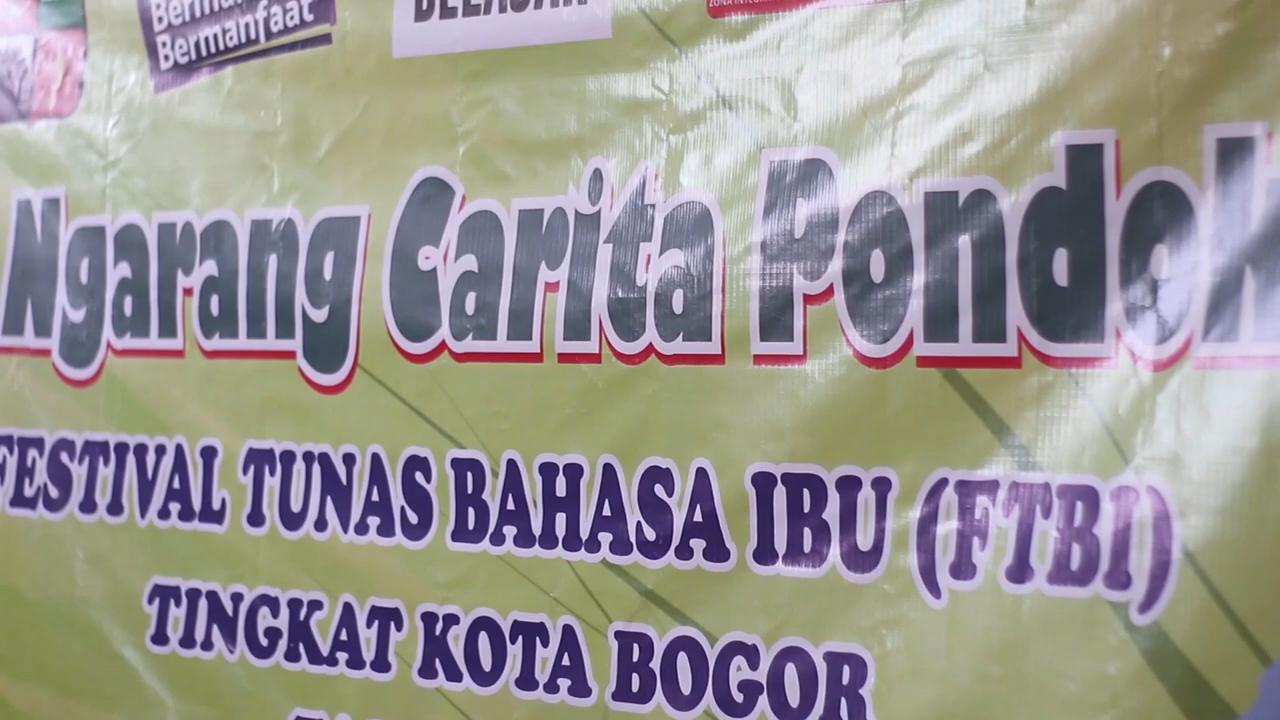 Bermanfaat
Ngarang Carita Pondok
FESTIVAL TUNAS BAHASA IBU (FTBI)
TINGKAT KOTA BOGOR